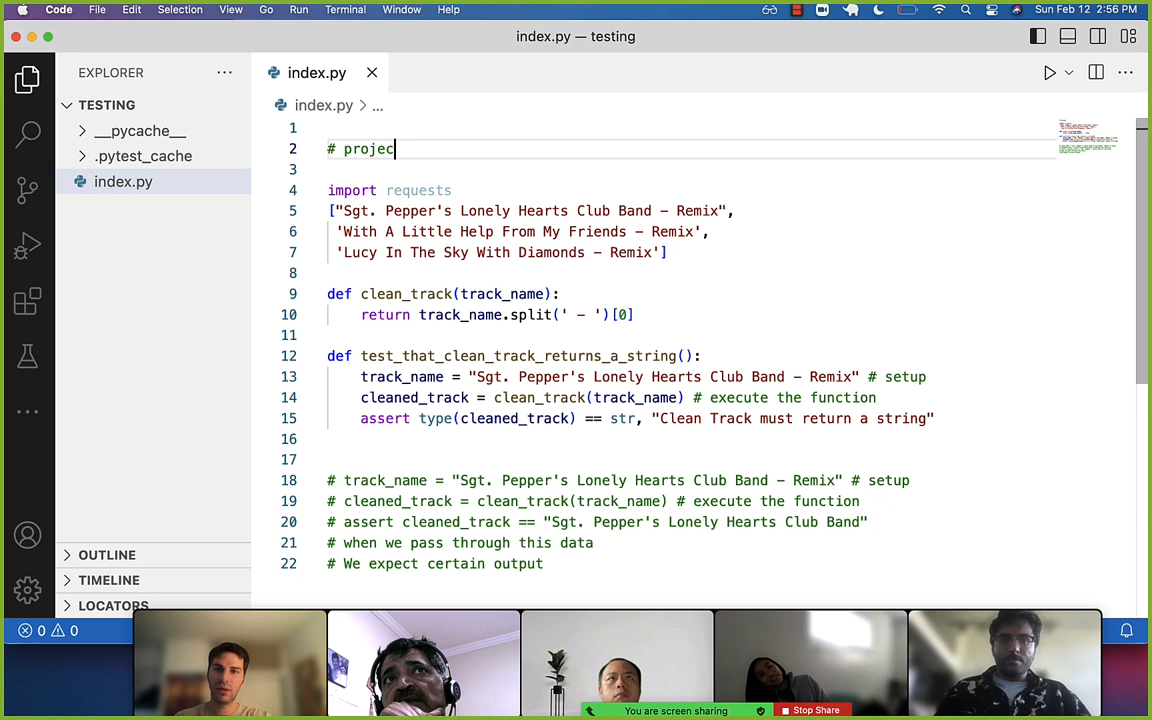 Code File Edit Selection View Go Run Terminal Window Help Sun Feb 12 2:56 PM
index.py — testing
EXPLORER ...
index.py
TESTING
index.py > ...
__pycache__
.pytest_cache
index.py
1
2 # projec
3
4 import requests
5 ["Sgt. Pepper's Lonely Hearts Club Band - Remix",
6 'With A Little Help From My Friends - Remix',
7 'Lucy In The Sky With Diamonds - Remix']
8
9 def clean_track(track_name):
10 return track_name.split(' - ')[0]
11
12 def test_that_clean_track_returns_a_string():
13 track_name = "Sgt. Pepper's Lonely Hearts Club Band - Remix" # setup
14 cleaned_track = clean_track(track_name) # execute the function
15 assert type(cleaned_track) == str, "Clean Track must return a string"
16
17
18 # track_name = "Sgt. Pepper's Lonely Hearts Club Band - Remix" # setup
19 # cleaned_track = clean_track(track_name) # execute the function
20 # assert cleaned_track == "Sgt. Pepper's Lonely Hearts Club Band"
21 # when we pass through this data
22 # We expect certain output
OUTLINE
TIMELINE
LOCATORS
0 0
You are screen sharing Stop Share